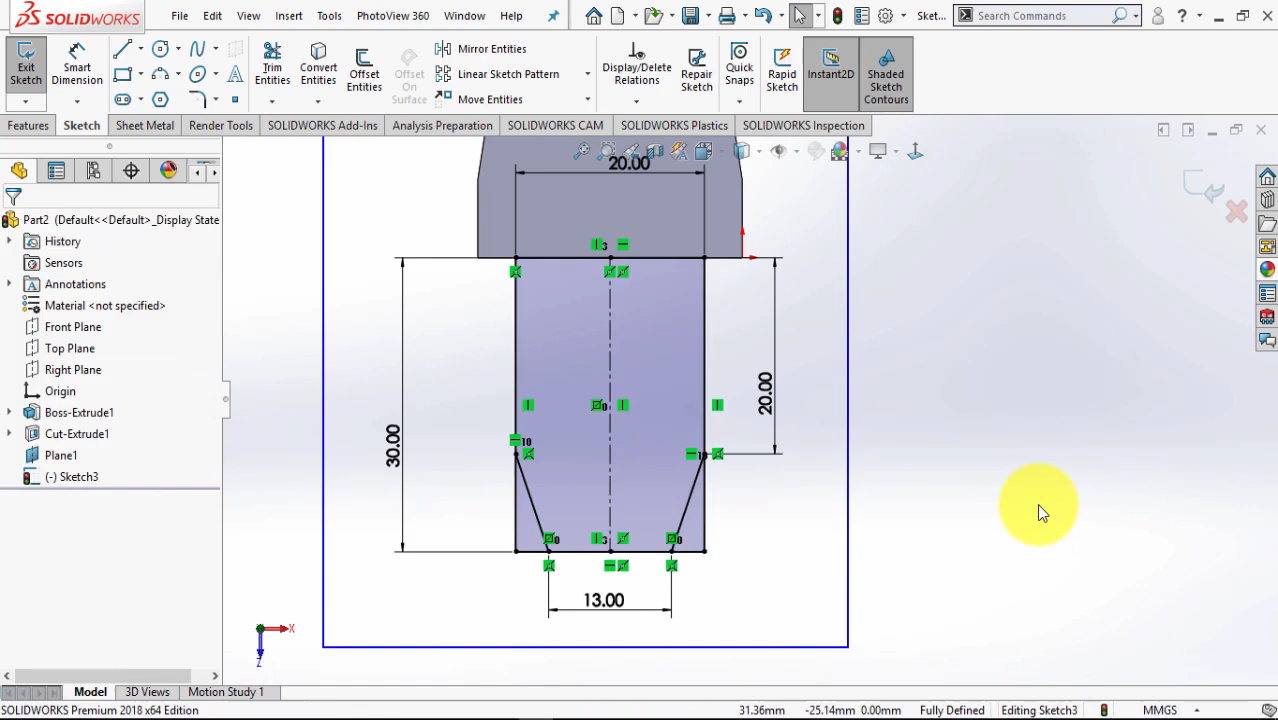 SOLIDWORKS File Edit View Insert Tools PhotoView 360 Window Help Sket... Search Commands ?
Exit Sketch Smart Dimension Trim Entities Convert Entities Offset Entities Offset On Surface Mirror Entities Linear Sketch Pattern Move Entities Display/Delete Relations Repair Sketch Quick Snaps Rapid Sketch Instant2D Shaded Sketch Contours
Features Sketch Sheet Metal Render Tools SOLIDWORKS Add-Ins Analysis Preparation SOLIDWORKS CAM SOLIDWORKS Plastics SOLIDWORKS Inspection
Part2 (Default<<Default>_Display State
History
Sensors
Annotations
Material <not specified>
Front Plane
Top Plane
Right Plane
Origin
Boss-Extrude1
Cut-Extrude1
Plane1
(-) Sketch3
20.00
3
30.00
20.00
0
10
0
3
0
13.00
X
Z
Model 3D Views Motion Study 1
SOLIDWORKS Premium 2018 x64 Edition 31.36mm -25.14mm 0.00mm Fully Defined Editing Sketch3 MMGS